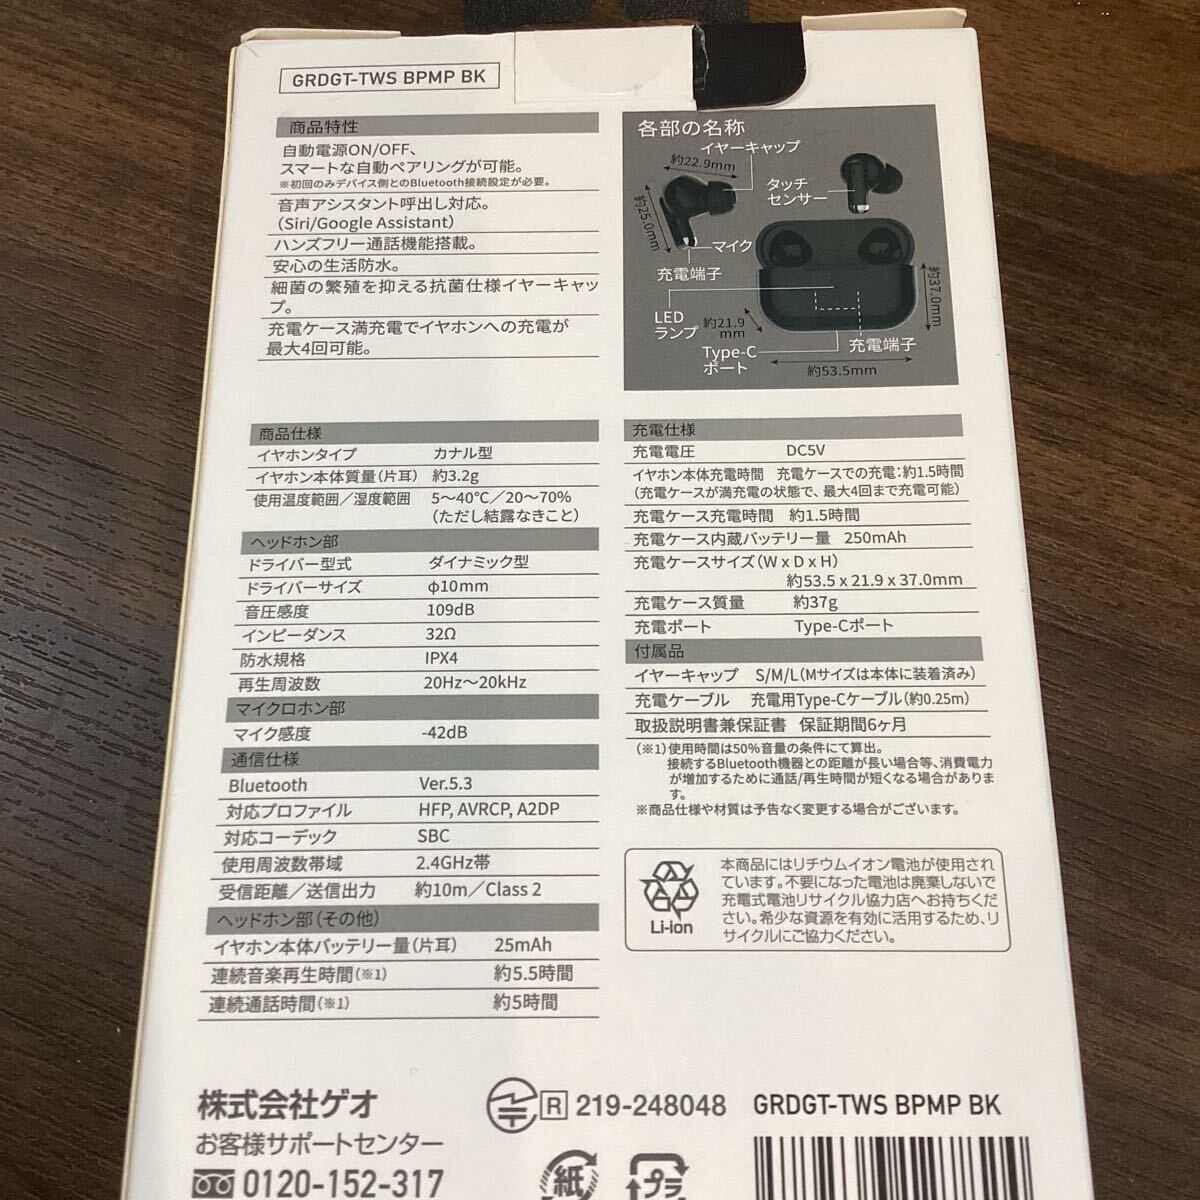 GRDGT-TWS BPMP BK
商品特性
自動電源ON/OFF、
スマートな自動ペアリングが可能。
※初回のみデバイス側とのBluetooth接続設定が必要。
音声アシスタント呼出し対応。
(Siri/Google Assistant)
ハンズフリー通話機能搭載。
安心の生活防水。
細菌の繁殖を抑える抗菌仕様イヤーキャッ
プ。
充電ケース満充電でイヤホンへの充電が
最大4回可能。
各部の名称
約22.9mm
イヤーキャップ
約25.0mm
タッチ
センサー
マイク
充電端子
LED
ランプ
約21.9
mm
Type-C
ポート
充電端子
約37.0mm
約53.5mm
商品仕様
イヤホンタイプ カナル型
イヤホン本体質量(片耳) 約3.2g
使用温度範囲/湿度範囲 5～40℃/20～70%
(ただし結露なきこと)
ヘッドホン部
ドライバー型式 ダイナミック型
ドライバーサイズ φ10mm
音圧感度 109dB
インピーダンス 32Ω
防水規格 IPX4
再生周波数 20Hz～20kHz
マイクロホン部
マイク感度 -42dB
通信仕様
Bluetooth Ver.5.3
対応プロファイル HFP, AVRCP, A2DP
対応コーデック SBC
使用周波数帯域 2.4GHz帯
受信距離/送信出力 約10m/Class 2
ヘッドホン部(その他)
イヤホン本体バッテリー量(片耳) 25mAh
連続音楽再生時間(※1) 約5.5時間
連続通話時間(※1) 約5時間
充電仕様
充電電圧 DC5V
イヤホン本体充電時間 充電ケースでの充電:約1.5時間
(充電ケースが満充電の状態で、最大4回まで充電可能)
充電ケース充電時間 約1.5時間
充電ケース内蔵バッテリー量 250mAh
充電ケースサイズ(W x D x H)
約53.5 x 21.9 x 37.0mm
充電ケース質量 約37g
充電ポート Type-Cポート
付属品
イヤーキャップ S/M/L(Mサイズは本体に装着済み)
充電ケーブル 充電用Type-Cケーブル(約0.25m)
取扱説明書兼保証書 保証期間6ヶ月
(※1)使用時間は50%音量の条件にて算出。
接続するBluetooth機器との距離が長い場合等、消費電力
が増加するために通話/再生時間が短くなる場合がありま
す。
※商品仕様や材質は予告なく変更する場合がございます。
Li-ion
本商品にはリチウムイオン電池が使用され
ています。不要になった電池は廃棄しないで
充電式電池リサイクル協力店へお持ちくだ
さい。希少な資源を有効に活用するため、リ
サイクルにご協力ください。
株式会社ゲオ
お客様サポートセンター
0120-152-317
R 219-248048
GRDGT-TWS BPMP BK
紙
プラ